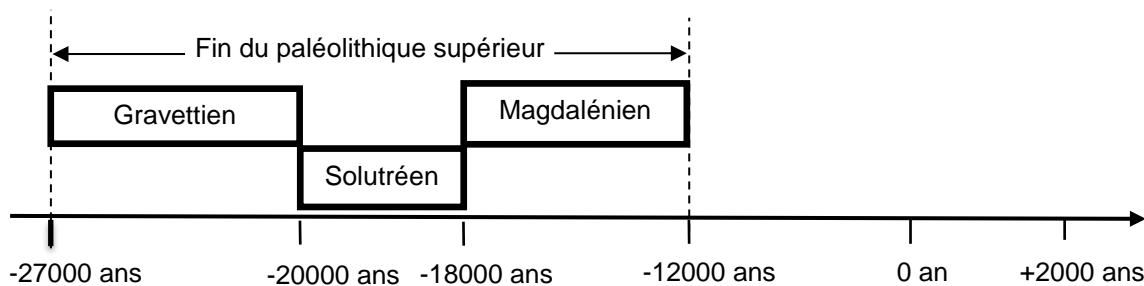 Fin du paléolithique supérieur
Gravettien
Magdalénien
Solutréen
-27000 ans
-20000 ans
-18000 ans
-12000 ans
0 an
+2000 ans